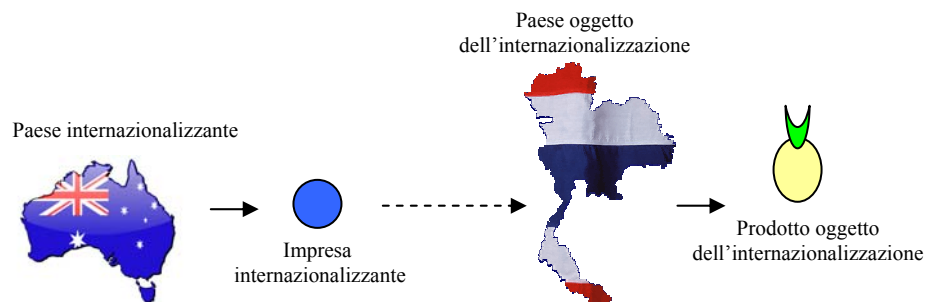 Paese oggetto
dell’internazionalizzazione
Paese internazionalizzante
Impresa
internazionalizzante
Prodotto oggetto
dell’internazionalizzazione